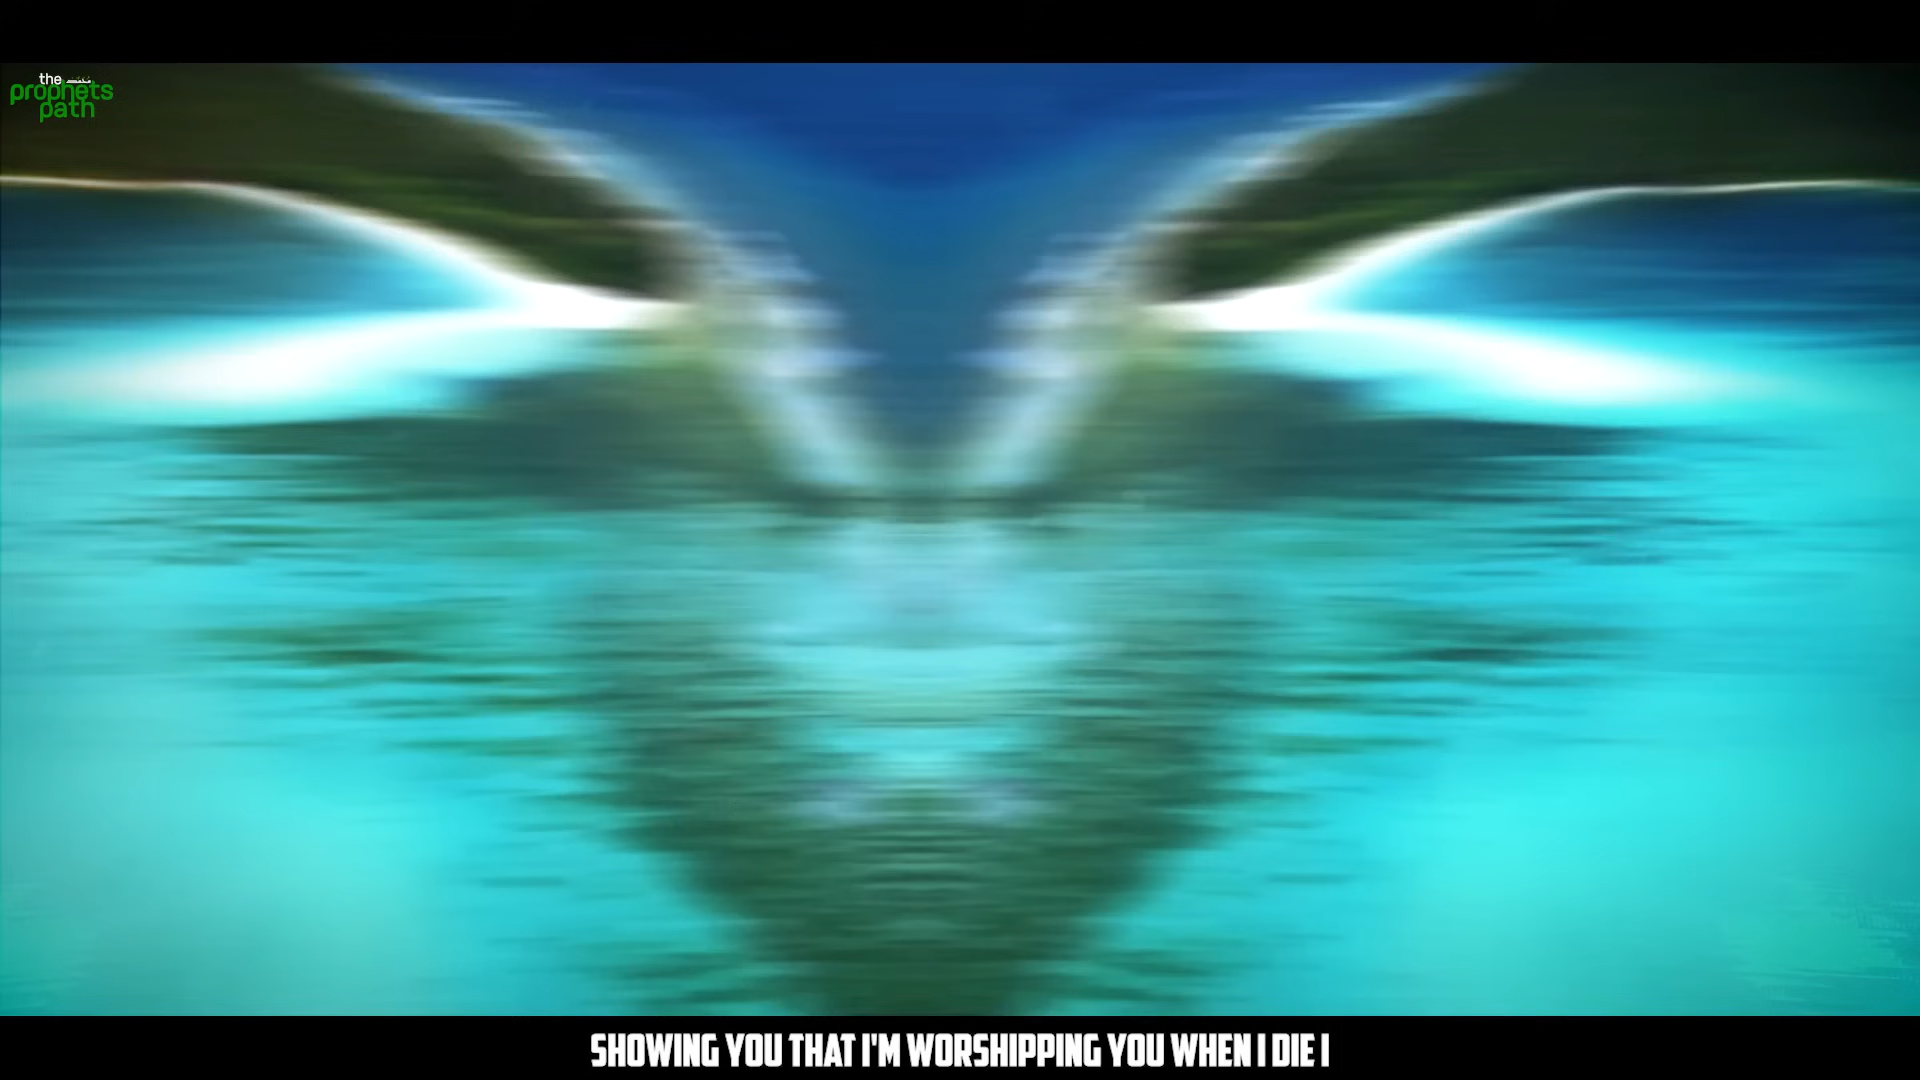 the
prophets
path
SHOWING YOU THAT I'M WORSHIPPING YOU WHEN I DIE I